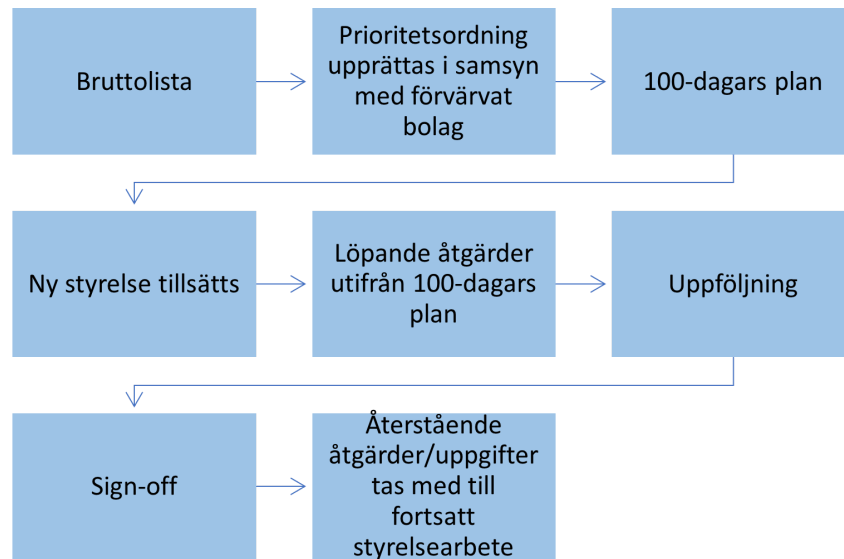 Bruttolista
Prioritetsordning
upprättas i samsyn
med förvärvat
bolag
100-dagars plan
Ny styrelse tillsätts
Löpande åtgärder
utifrån 100-dagars
plan
Uppföljning
Sign-off
Återstående
åtgärder/uppgifter
tas med till
fortsatt
styrelsearbete